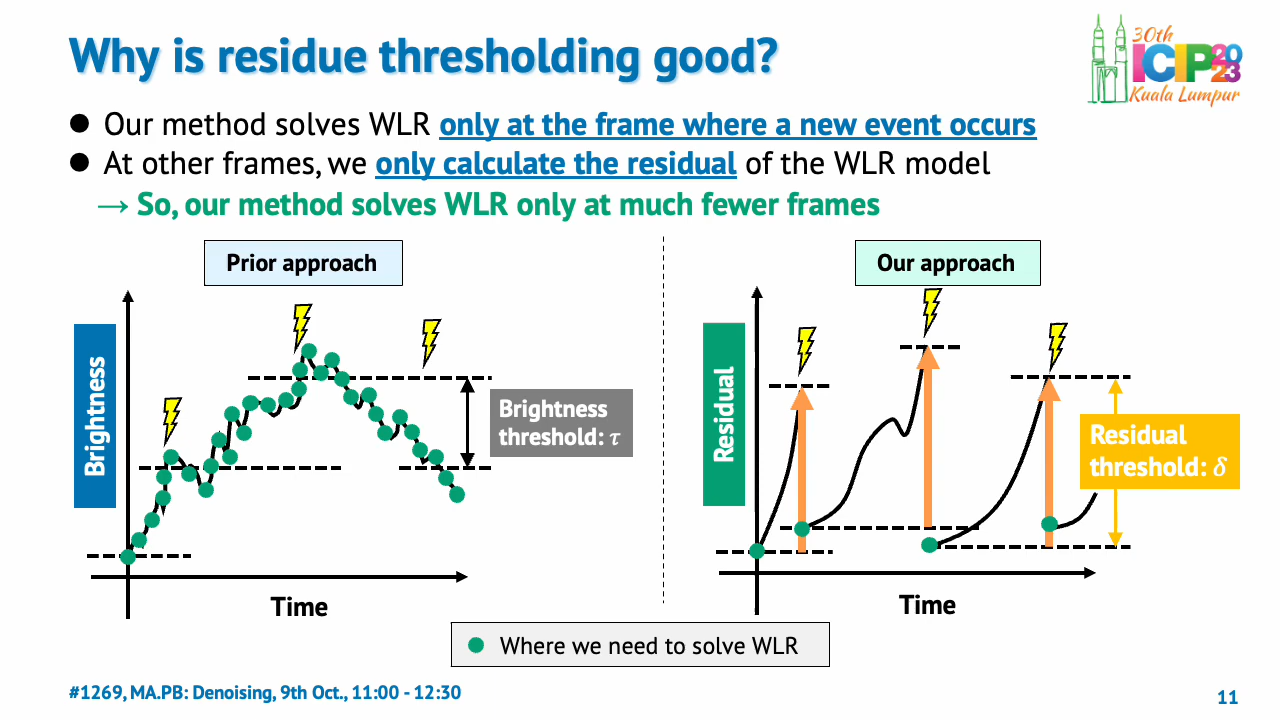 Why is residue thresholding good?
30th
ICIP2023
Kuala Lumpur
● Our method solves WLR only at the frame where a new event occurs
● At other frames, we only calculate the residual of the WLR model
→ So, our method solves WLR only at much fewer frames
Prior approach
Our approach
Brightness
Brightness
threshold: τ
Time
Residual
Residual
threshold: δ
Time
Where we need to solve WLR
#1269, MA.PB: Denoising, 9th Oct., 11:00 - 12:30
11